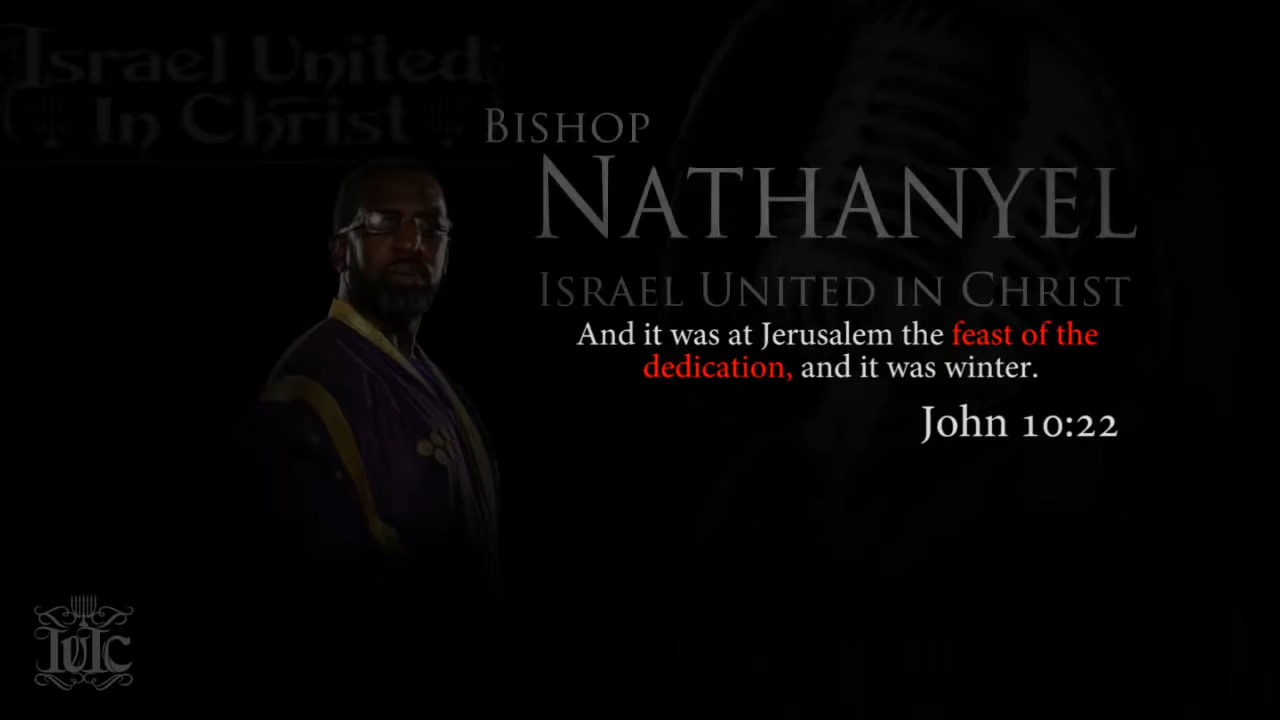 Israel United
In Christ
BISHOP
NATHANYEL
ISRAEL UNITED IN CHRIST
And it was at Jerusalem the feast of the
dedication, and it was winter.
John 10:22
IUIC